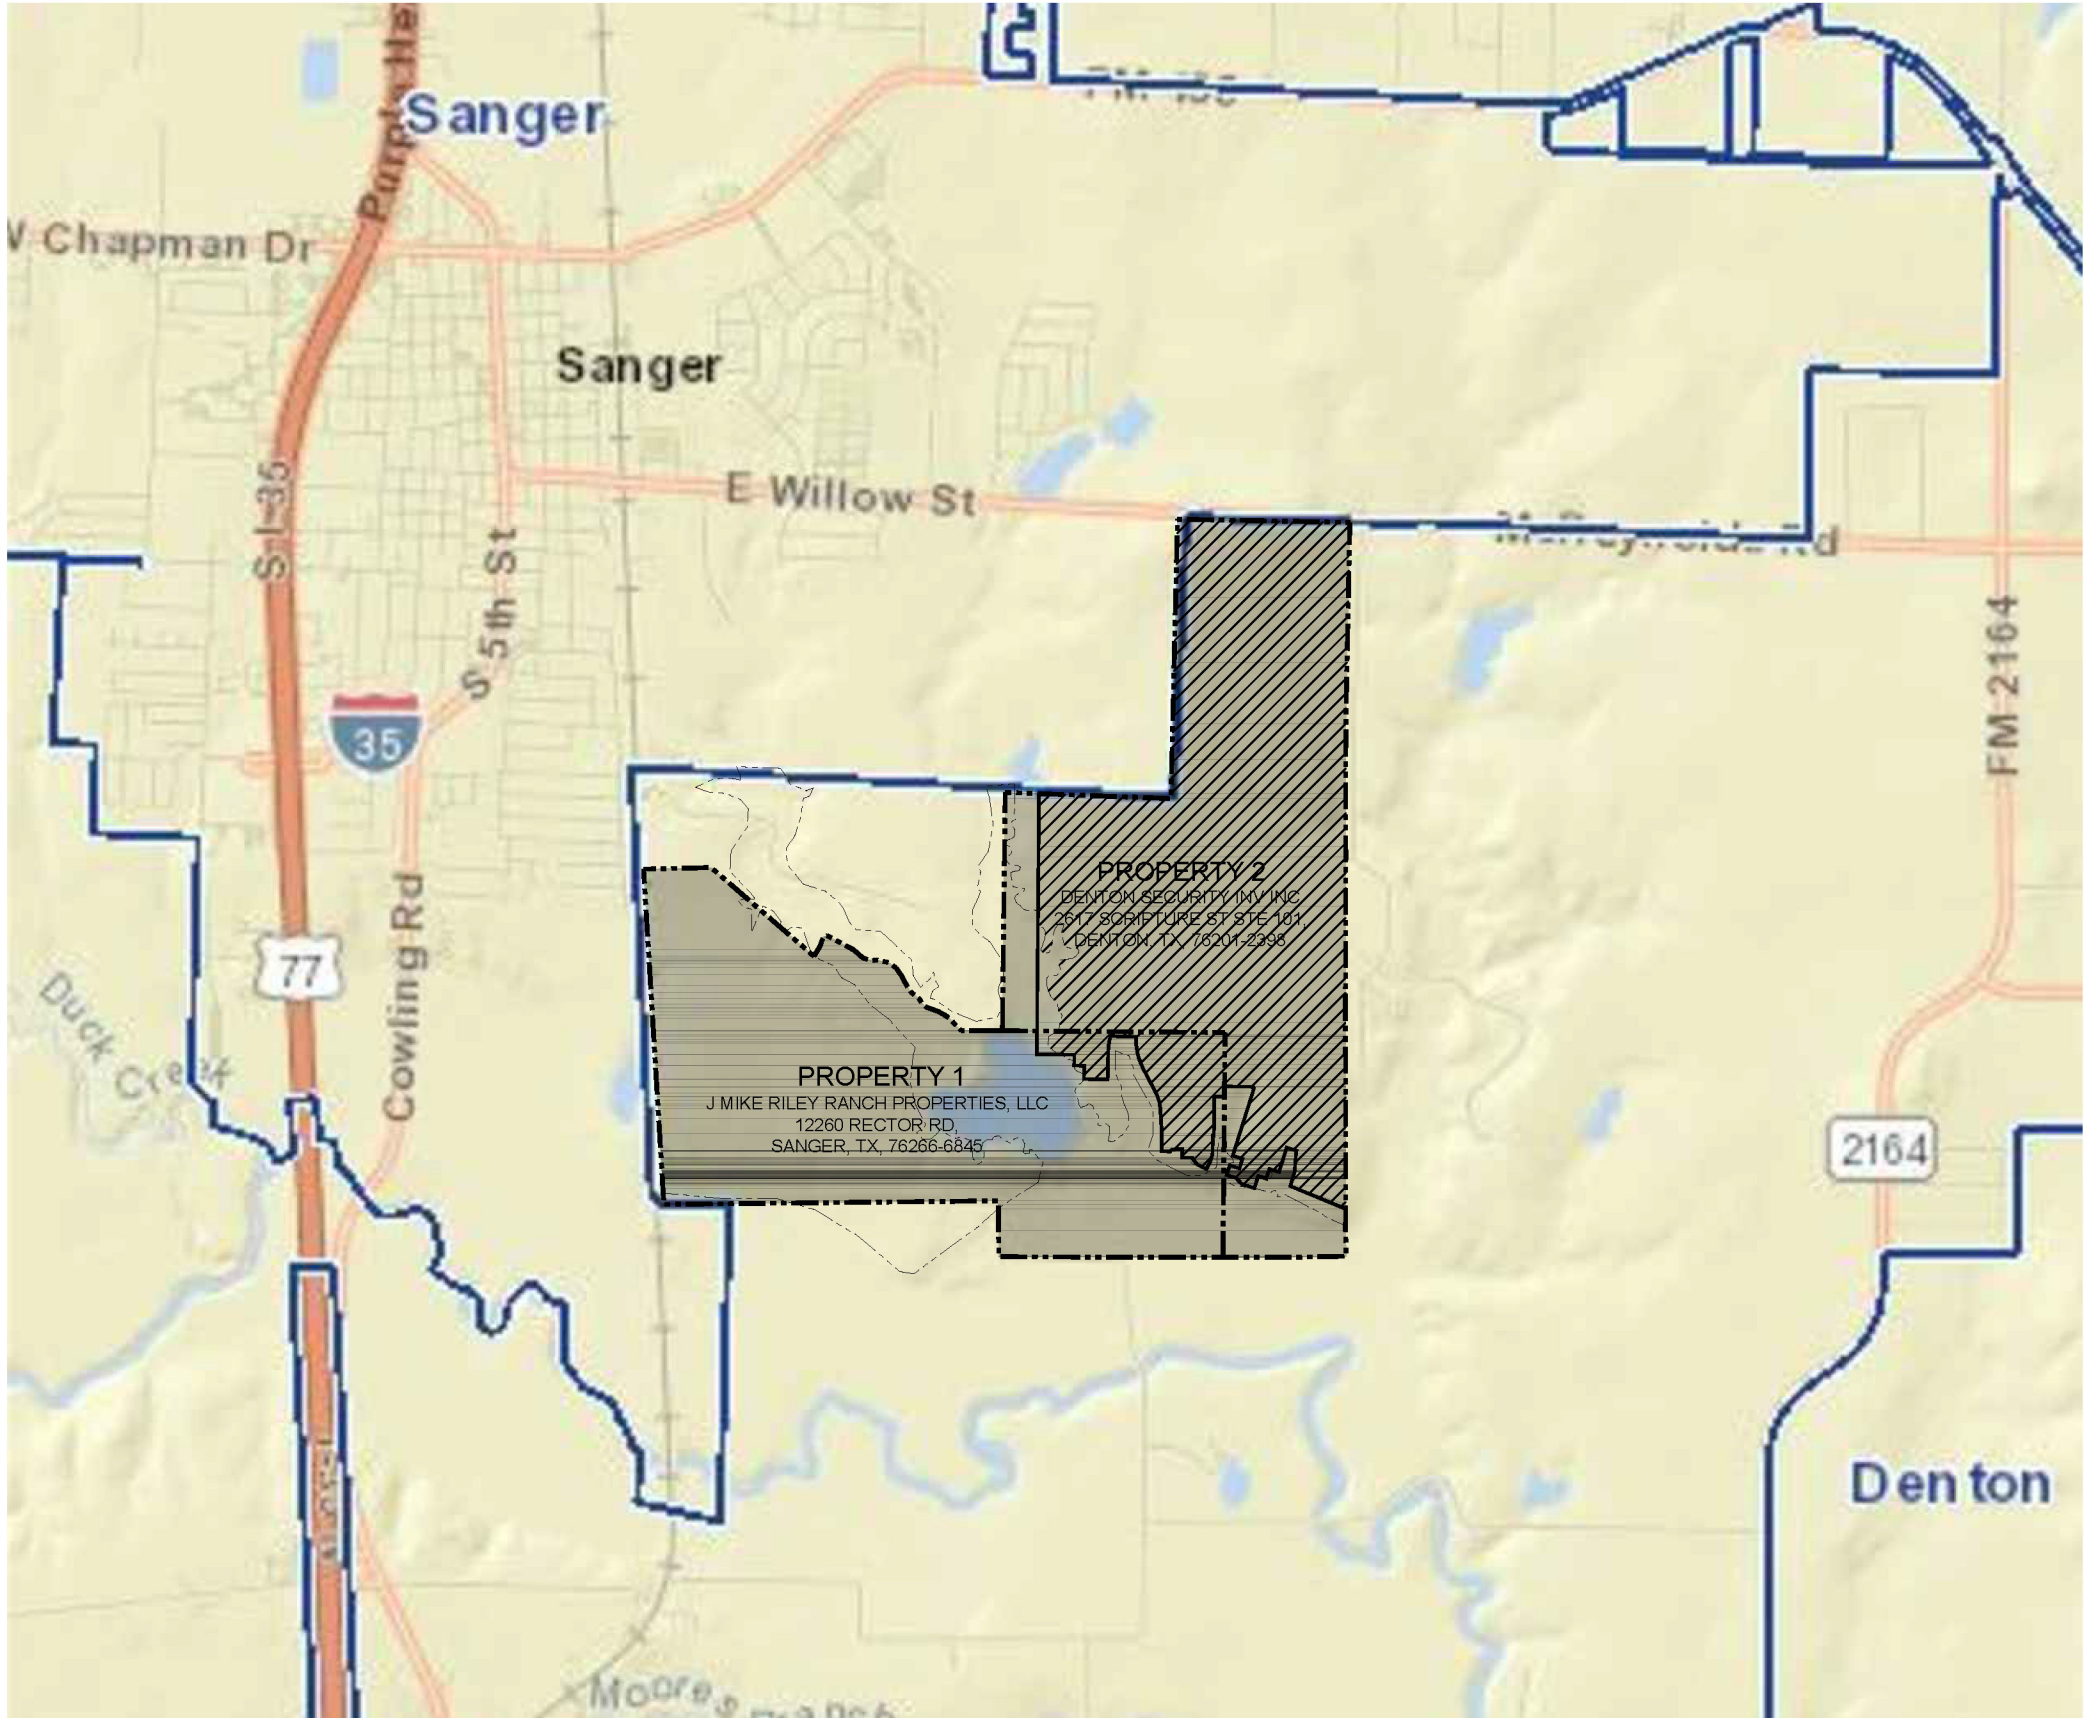 Sanger
W Chapman Dr
Sanger
S I-35
E Willow St
S 5th St
35
FM 2164
PROPERTY 2
DENTON SECURITY INV INC
2617 SCRIPTURE ST STE 101,
DENTON, TX, 76201-2398
77
Cowling Rd
Duck Creek
PROPERTY 1
J MIKE RILEY RANCH PROPERTIES, LLC
12260 RECTOR RD,
SANGER, TX, 76266-6845
2164
Denton